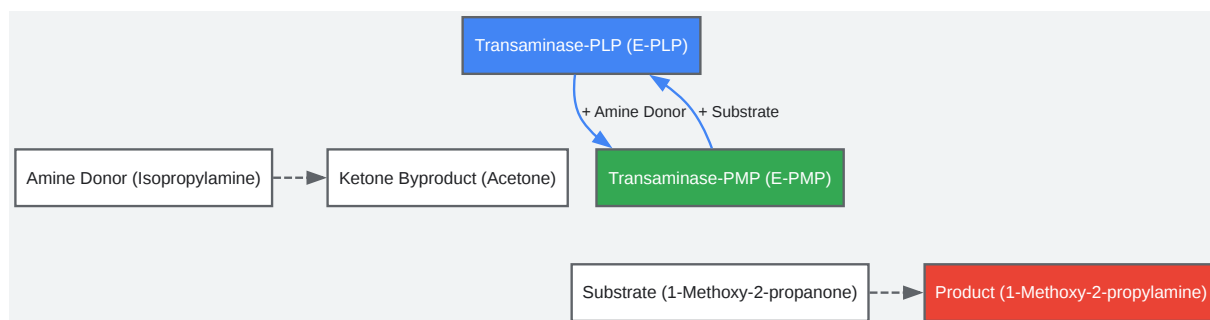 Transaminase-PLP (E-PLP)
+ Amine Donor
+ Substrate
Amine Donor (Isopropylamine)
Ketone Byproduct (Acetone)
Transaminase-PMP (E-PMP)
Substrate (1-Methoxy-2-propanone)
Product (1-Methoxy-2-propylamine)